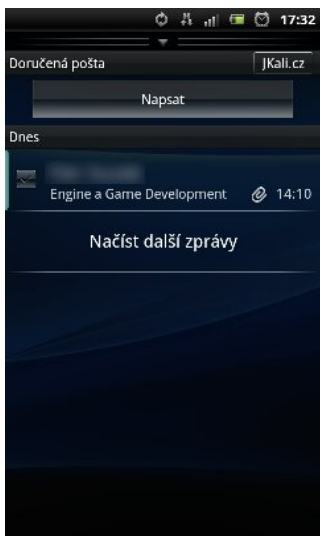 17:32
Doručená pošta JKali.cz
Napsat
Dnes
Engine a Game Development 14:10
Načíst další zprávy